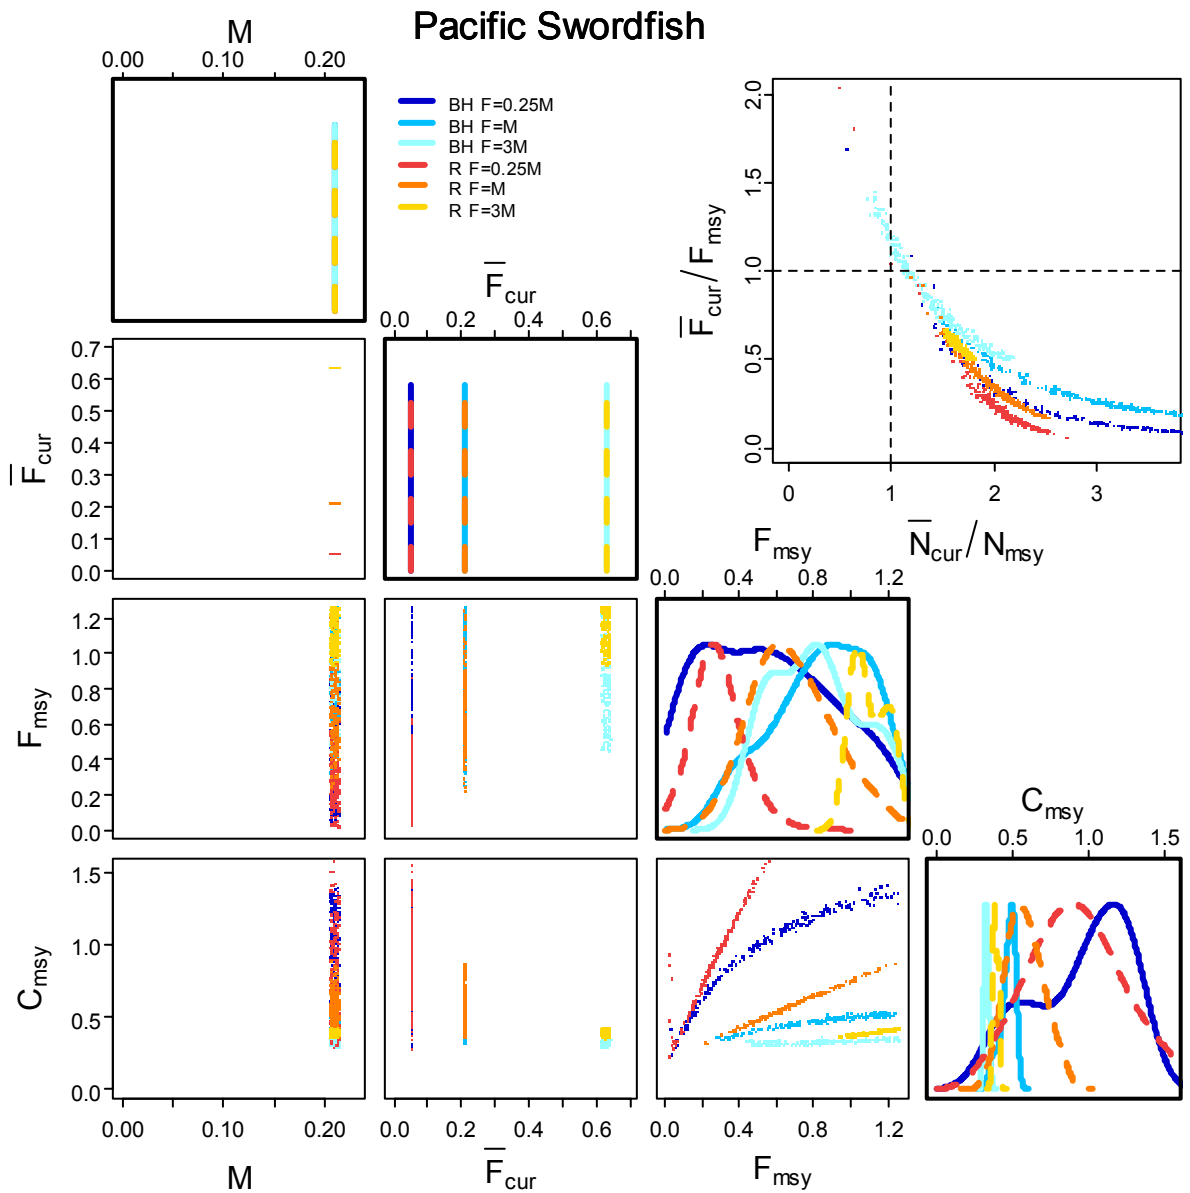 Pacific Swordfish
M
0.00 0.10 0.20
BH F=0.25M
BH F=M
BH F=3M
R F=0.25M
R F=M
R F=3M
F̅cur
0.0 0.2 0.6
2.0
1.5
1.0
0.5
0.0
F̅cur/Fmsy
0 1 2 3
N̅cur/Nmsy
0.7
0.6
0.5
0.4
0.3
0.2
0.1
0.0
F̅cur
Fmsy
0.0 0.4 0.8 1.2
1.2
1.0
0.8
0.6
0.4
0.2
0.0
Fmsy
Cmsy
0.0 0.5 1.0 1.5
1.5
1.0
0.5
0.0
Cmsy
0.00 0.10 0.20
0.0 0.2 0.4 0.6
0.0 0.4 0.8 1.2
M
F̅cur
Fmsy